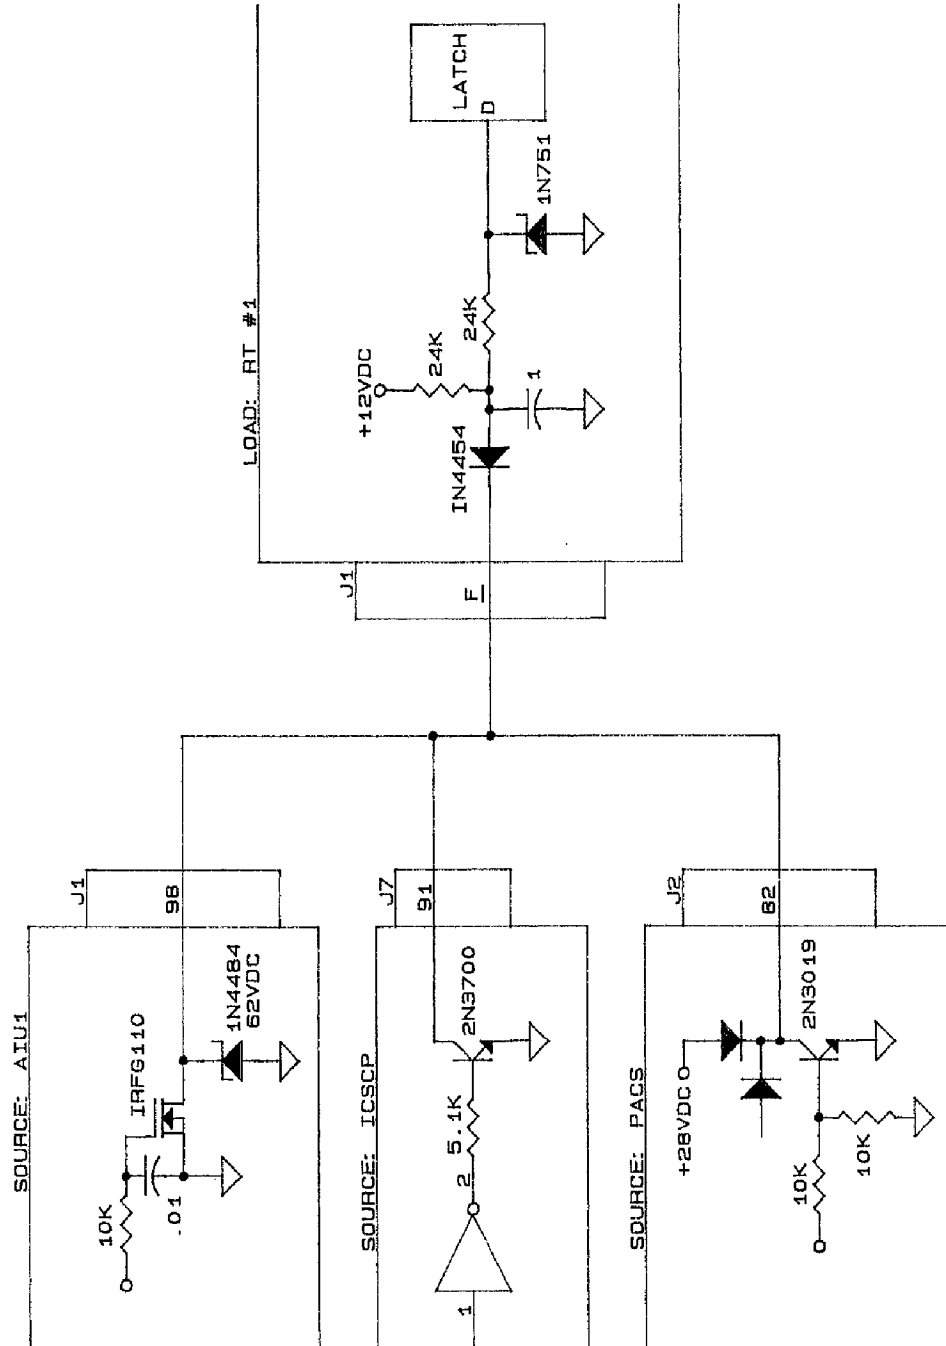 SOURCE: AIU1
10K
.01
IRFG110
1N4484
62VDC
J1
98
SOURCE: ICSCP
1
2
5.1K
2N3700
J7
91
SOURCE: PACS
10K
10K
+28VDC
2N3019
J2
82
LOAD: RT #1
J1
F
IN4454
+12VDC
24K
1
24K
1N751
LATCH
D